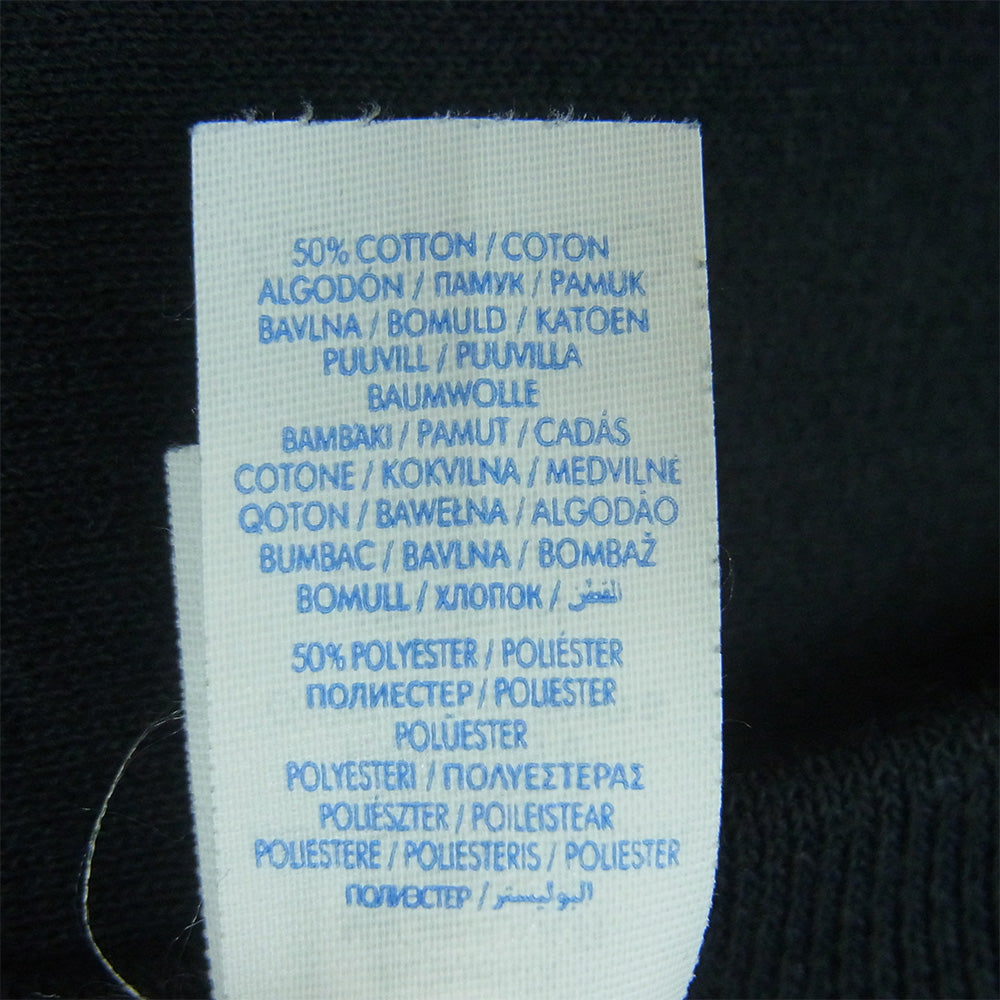 50% COTTON / COTON
ALGODÓN / ПАМУК / PAMUK
BAVLNA / BOMULD / KATOEN
PUUVILL / PUUVILLA
BAUMWOLLE
BAMBAKI / PAMUT / CADÁS
COTONE / KOKVILNA / MEDVILNĖ
QOTON / BAWEŁNA / ALGODÃO
BUMBAC / BAVLNA / BOMBAŽ
BOMULL / ХЛОПОК / القطن
50% POLYESTER / POLIÉSTER
ПОЛИЕСТЕР / POLIESTER
POLÜESTER
POLYESTERI / ΠΟΛΥΕΣΤΕΡΑΣ
POLIÉSZTER / POILEISTEAR
POLIESTERE / POLIESTERIS / POLIESTER
ПОЛИЭСТЕР / البوليستر